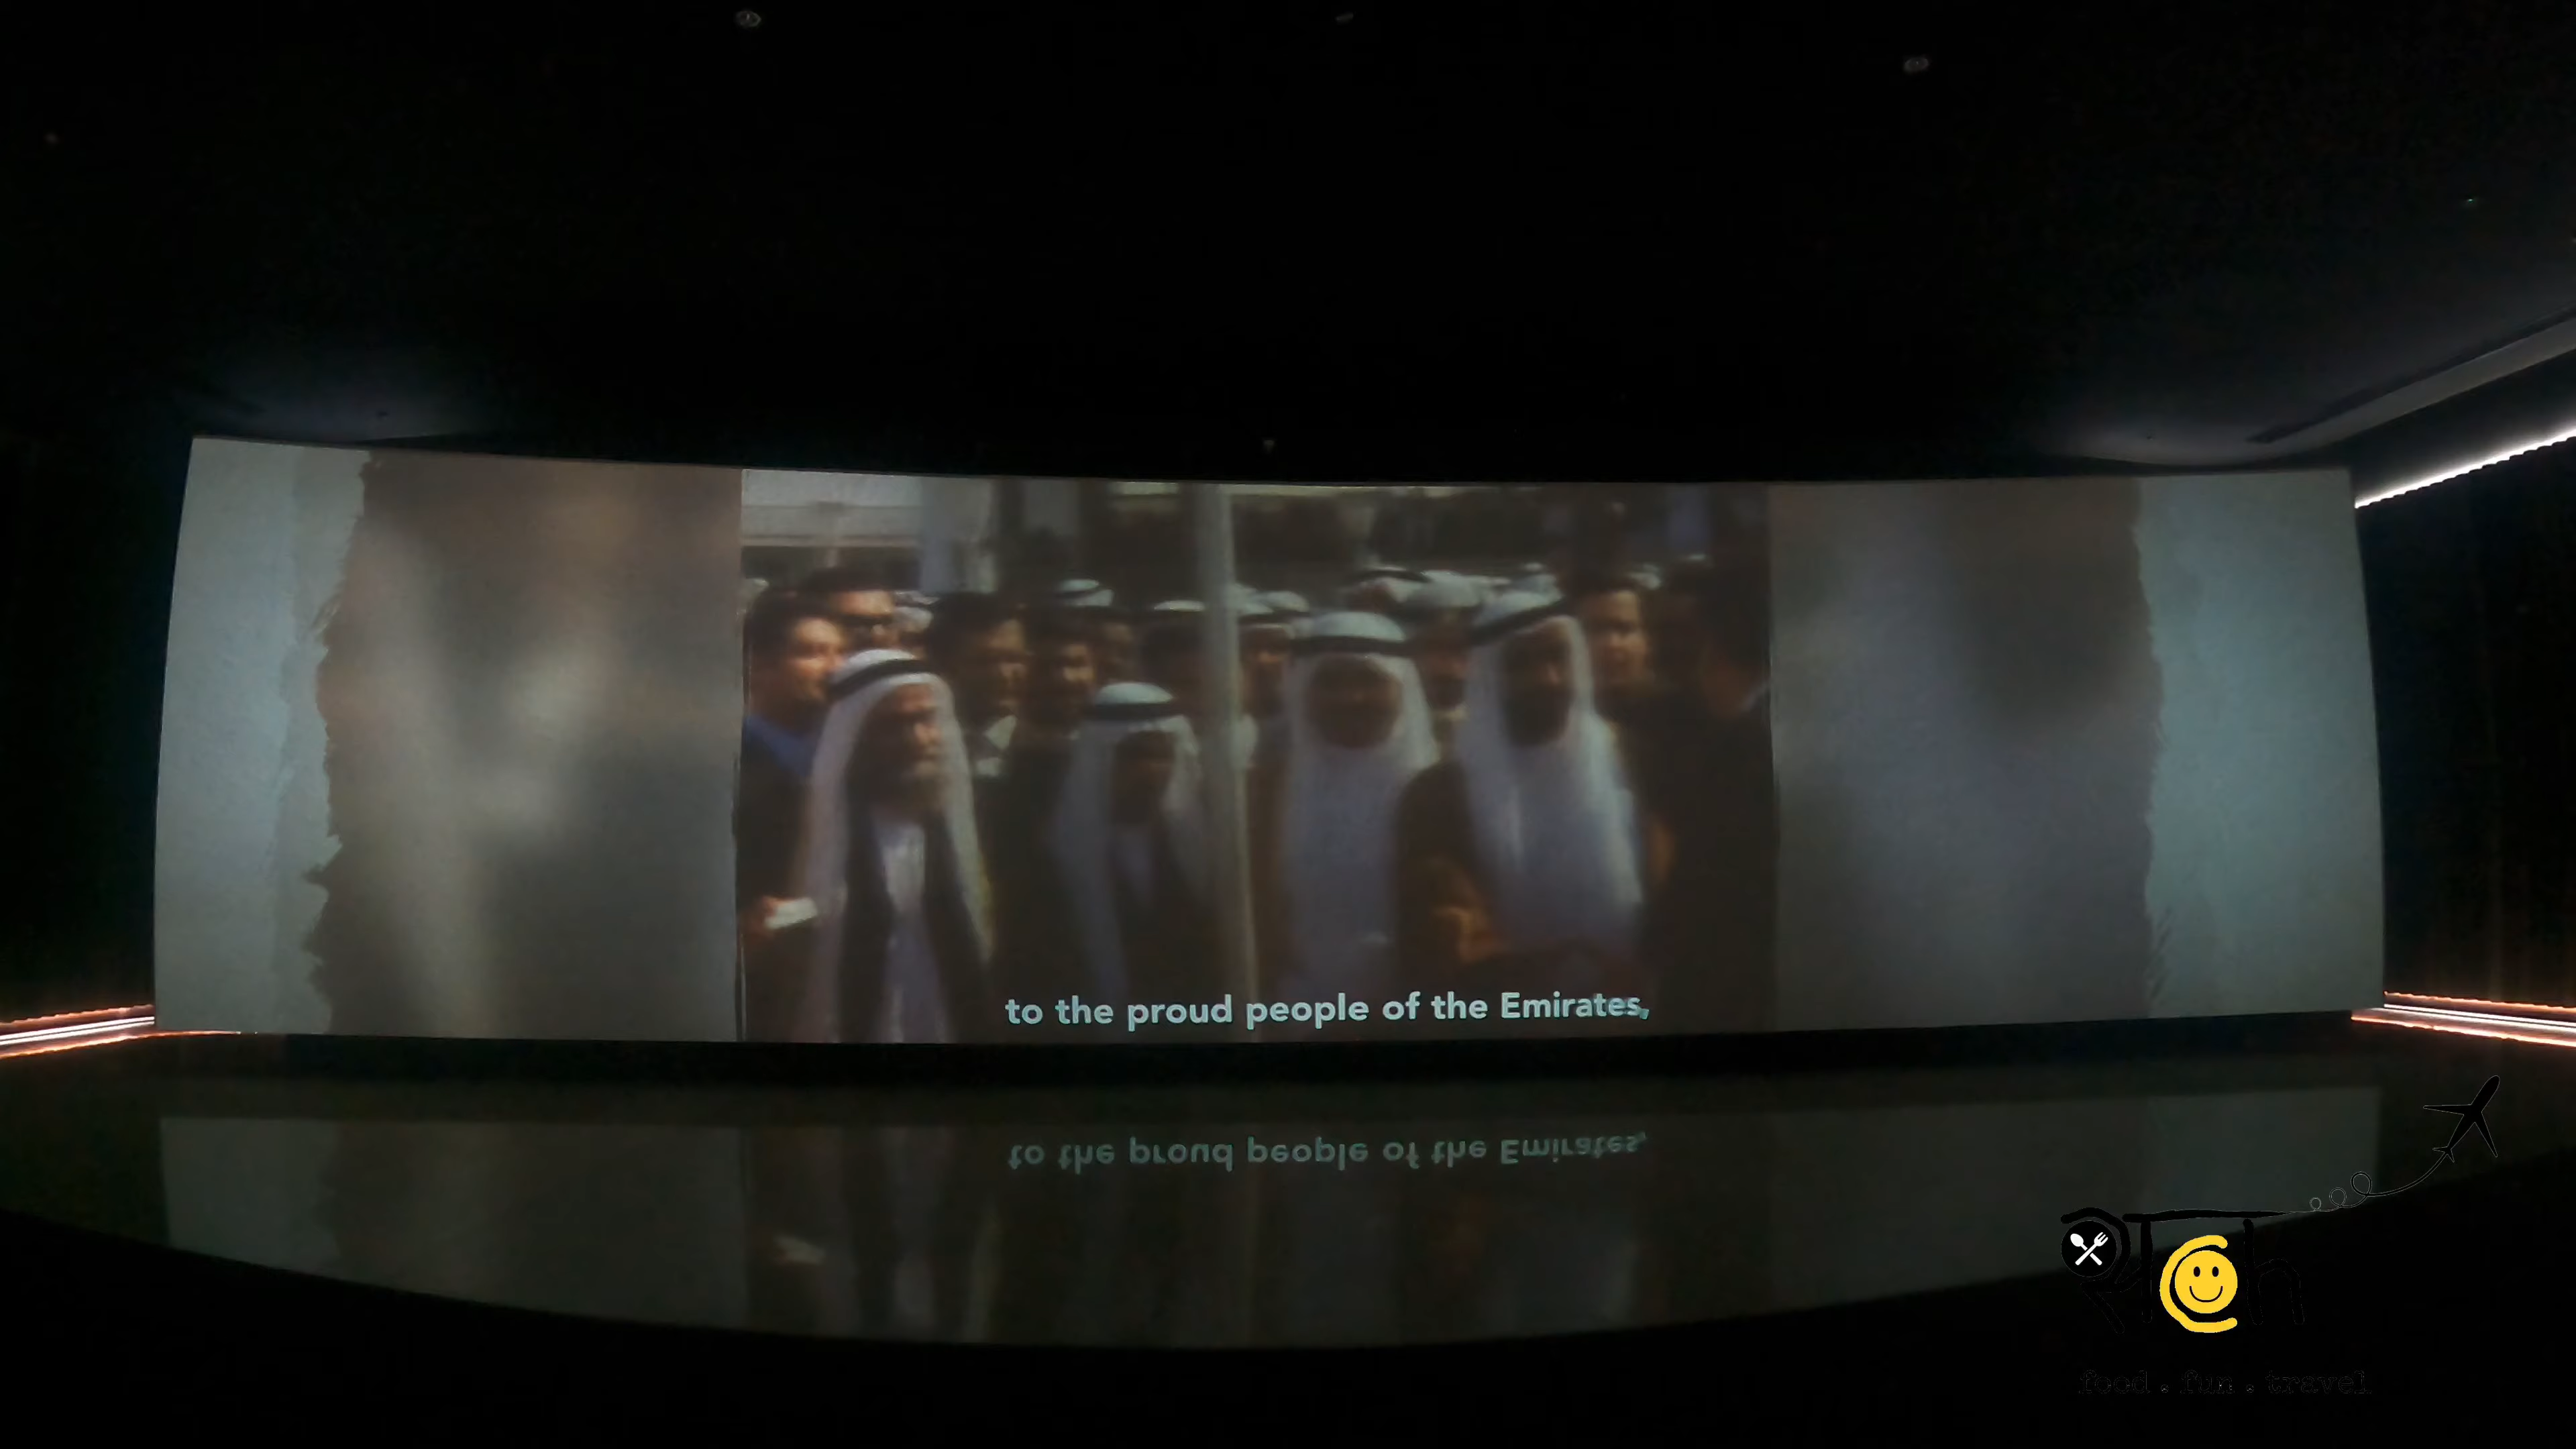 to the proud people of the Emirates,
to the proud people of the Emirates,
food . fun . travel